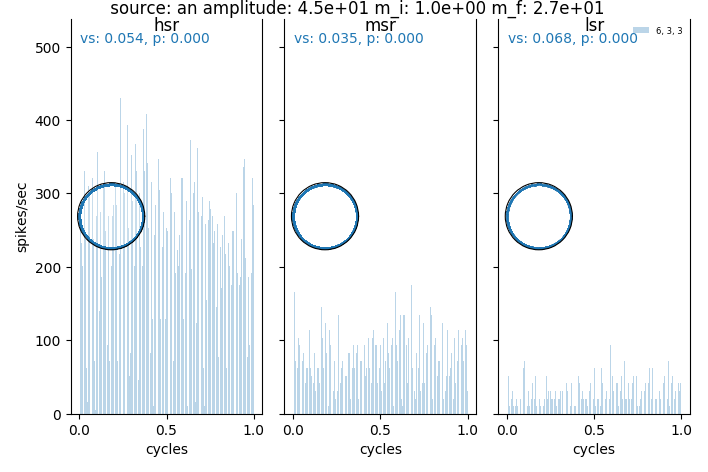 source: an amplitude: 4.5e+01 m_i: 1.0e+00 m_f: 2.7e+01
hsr
msr
lsr
vs: 0.054, p: 0.000
vs: 0.035, p: 0.000
vs: 0.068, p: 0.000
6, 3, 3
500
400
300
200
100
0
spikes/sec
0.0 0.5 1.0
0.0 0.5 1.0
0.0 0.5 1.0
cycles
cycles
cycles